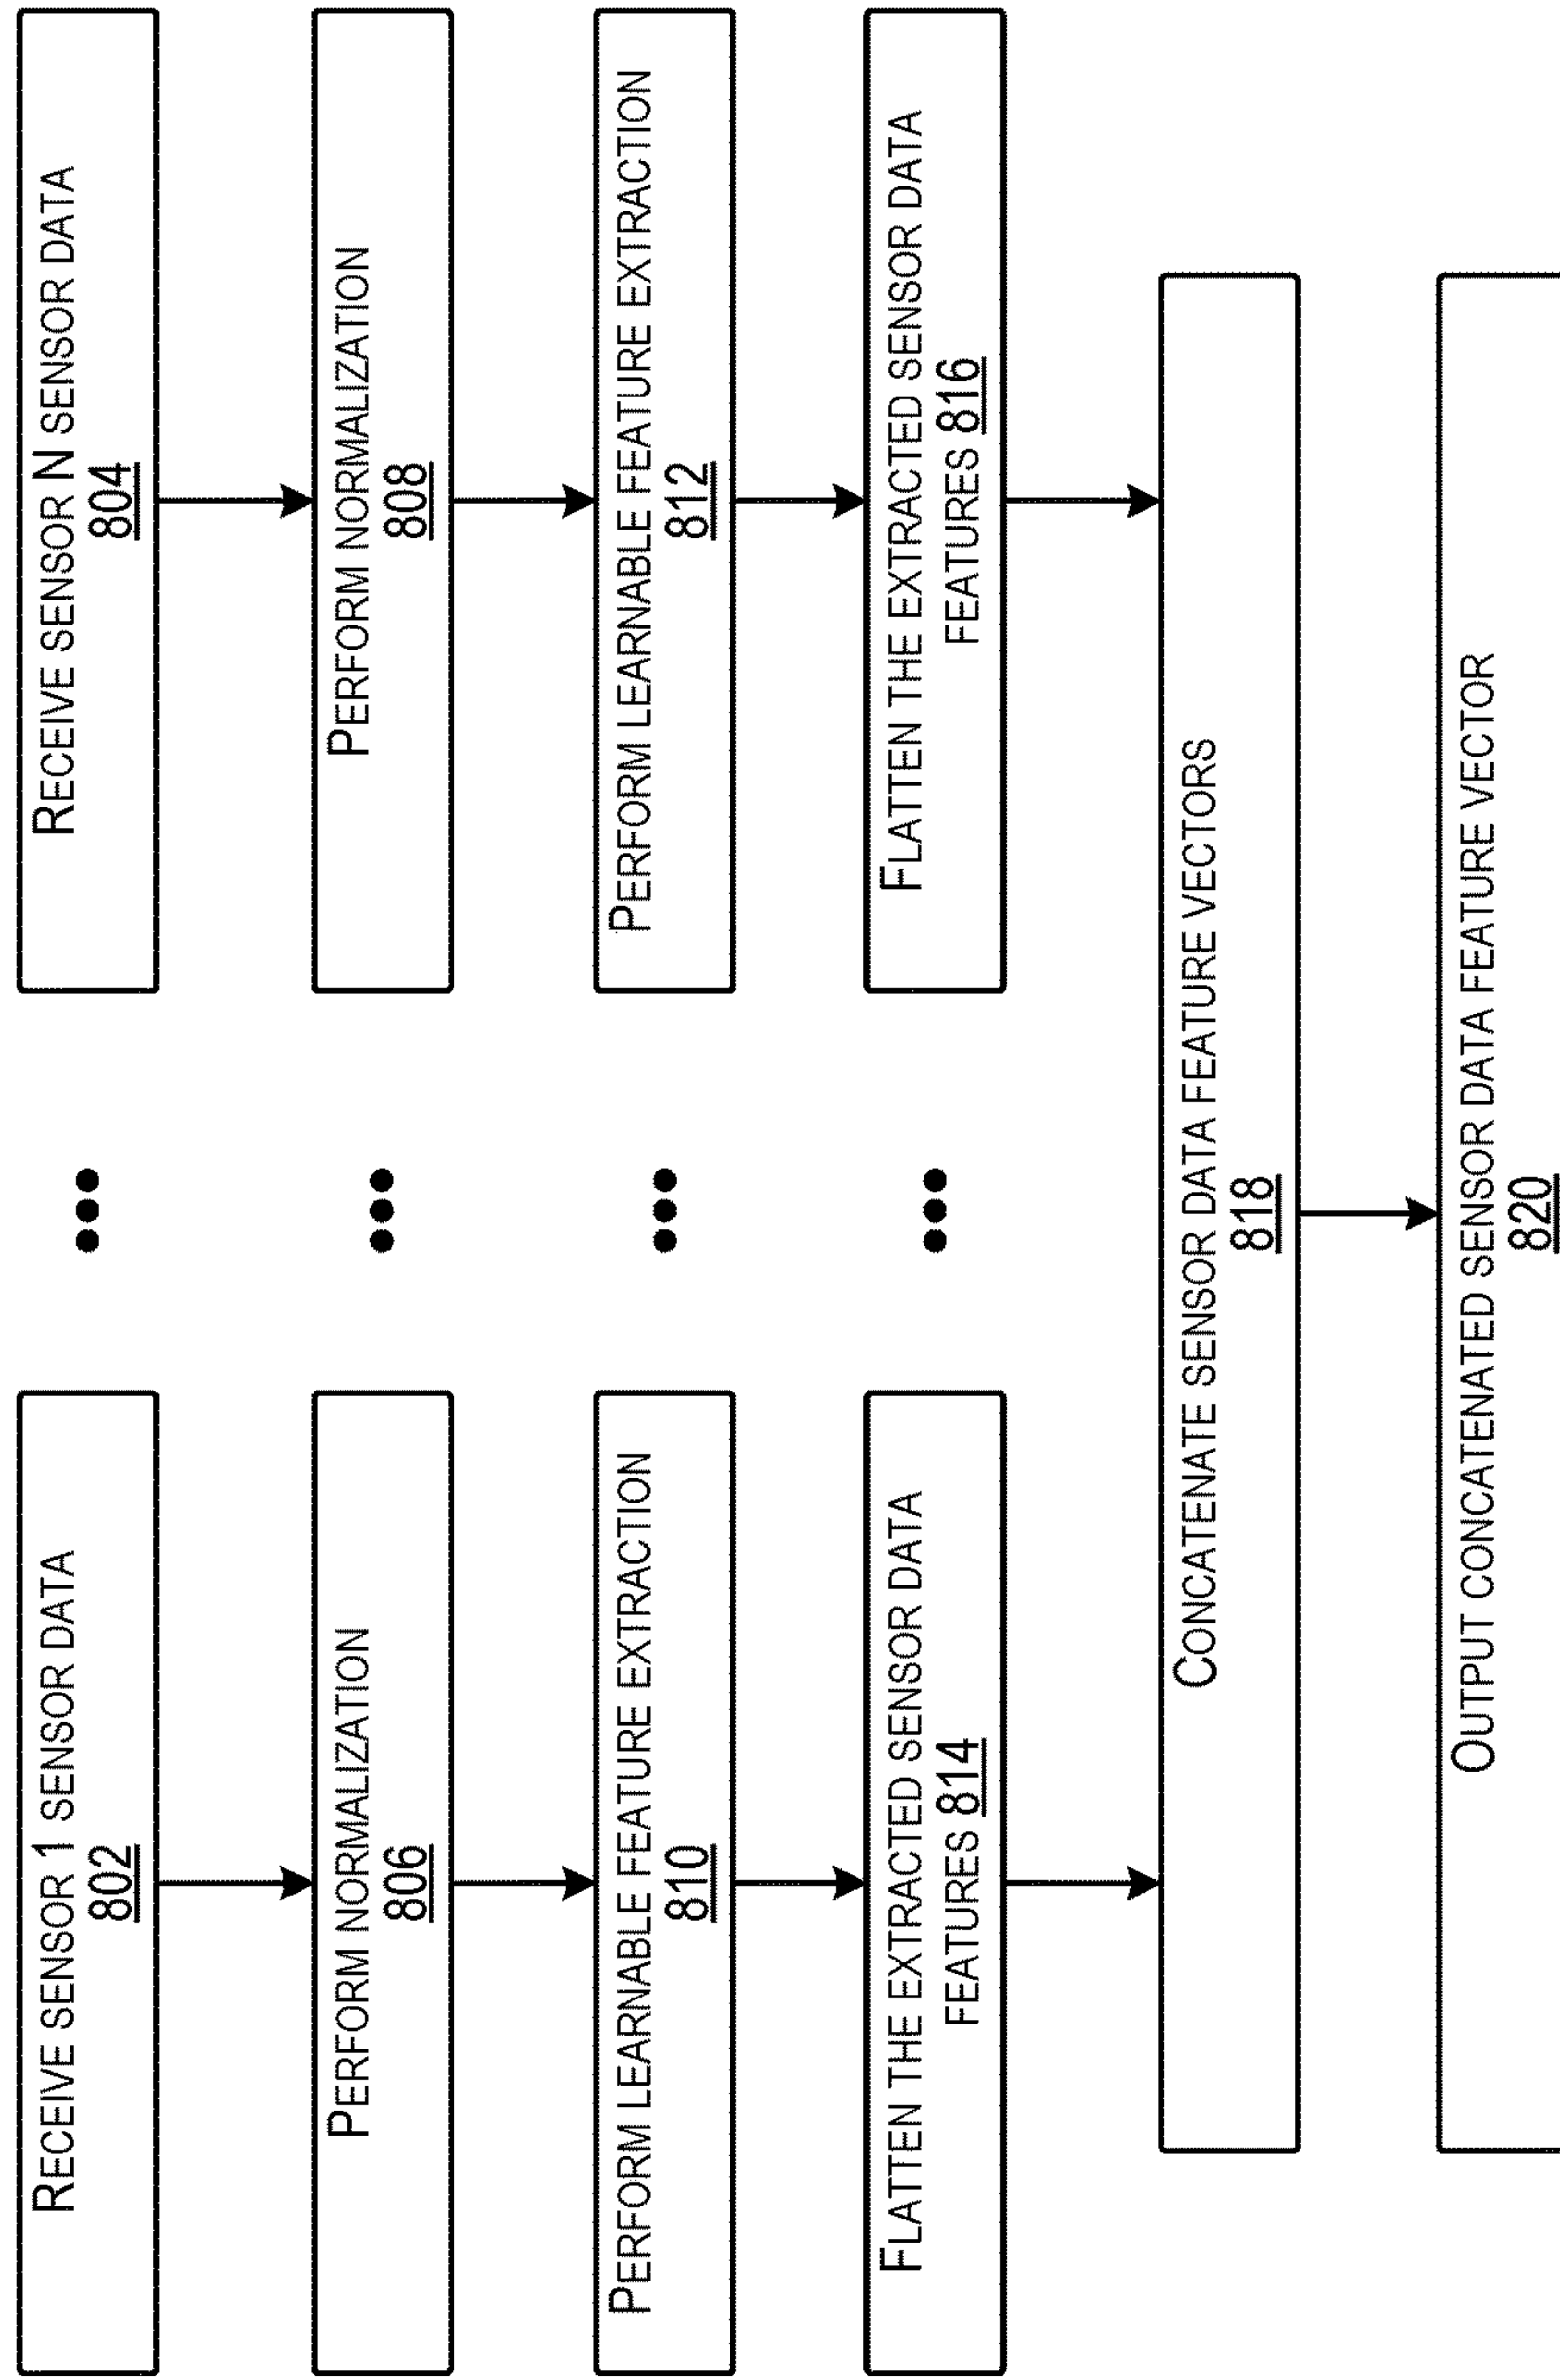 RECEIVE SENSOR 1 SENSOR DATA
802
RECEIVE SENSOR N SENSOR DATA
804
PERFORM NORMALIZATION
806
PERFORM NORMALIZATION
808
PERFORM LEARNABLE FEATURE EXTRACTION
810
PERFORM LEARNABLE FEATURE EXTRACTION
812
FLATTEN THE EXTRACTED SENSOR DATA
FEATURES 814
FLATTEN THE EXTRACTED SENSOR DATA
FEATURES 816
CONCATENATE SENSOR DATA FEATURE VECTORS
818
OUTPUT CONCATENATED SENSOR DATA FEATURE VECTOR
820